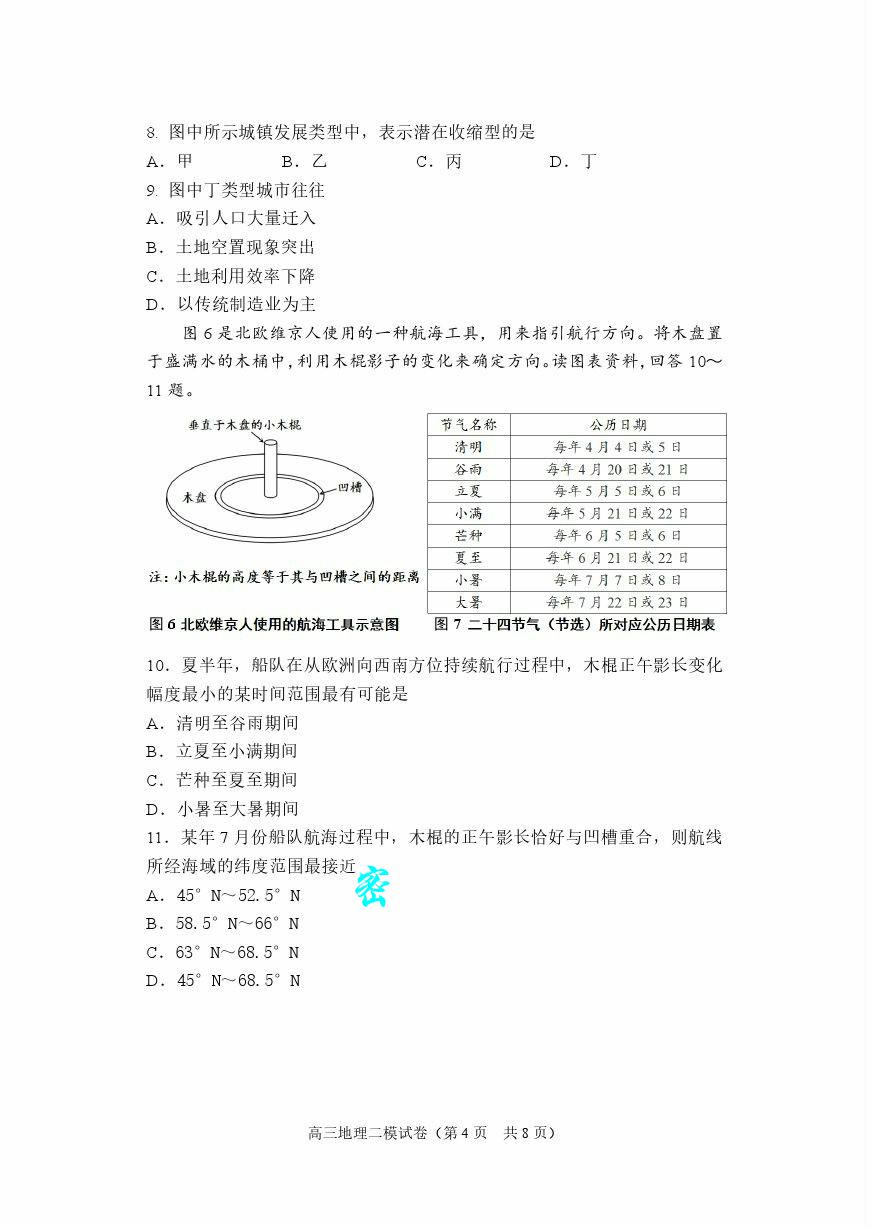 8. 图中所示城镇发展类型中，表示潜在收缩型的是
A．甲 B．乙 C．丙 D．丁
9. 图中丁类型城市往往
A．吸引人口大量迁入
B．土地空置现象突出
C．土地利用效率下降
D．以传统制造业为主
图 6 是北欧维京人使用的一种航海工具，用来指引航行方向。将木盘置
于盛满水的木桶中，利用木棍影子的变化来确定方向。读图表资料，回答 10～
11 题。
垂直于木盘的小木棍
凹槽
木盘
注：小木棍的高度等于其与凹槽之间的距离
图 6 北欧维京人使用的航海工具示意图
节气名称 公历日期
清明 每年 4 月 4 日或 5 日
谷雨 每年 4 月 20 日或 21 日
立夏 每年 5 月 5 日或 6 日
小满 每年 5 月 21 日或 22 日
芒种 每年 6 月 5 日或 6 日
夏至 每年 6 月 21 日或 22 日
小暑 每年 7 月 7 日或 8 日
大暑 每年 7 月 22 日或 23 日
图 7 二十四节气（节选）所对应公历日期表
10．夏半年，船队在从欧洲向西南方位持续航行过程中，木棍正午影长变化
幅度最小的某时间范围最有可能是
A．清明至谷雨期间
B．立夏至小满期间
C．芒种至夏至期间
D．小暑至大暑期间
11．某年 7 月份船队航海过程中，木棍的正午影长恰好与凹槽重合，则航线
所经海域的纬度范围最接近
A．45°N～52.5°N
B．58.5°N～66°N
C．63°N～68.5°N
D．45°N～68.5°N
密
高三地理二模试卷（第 4 页 共 8 页）